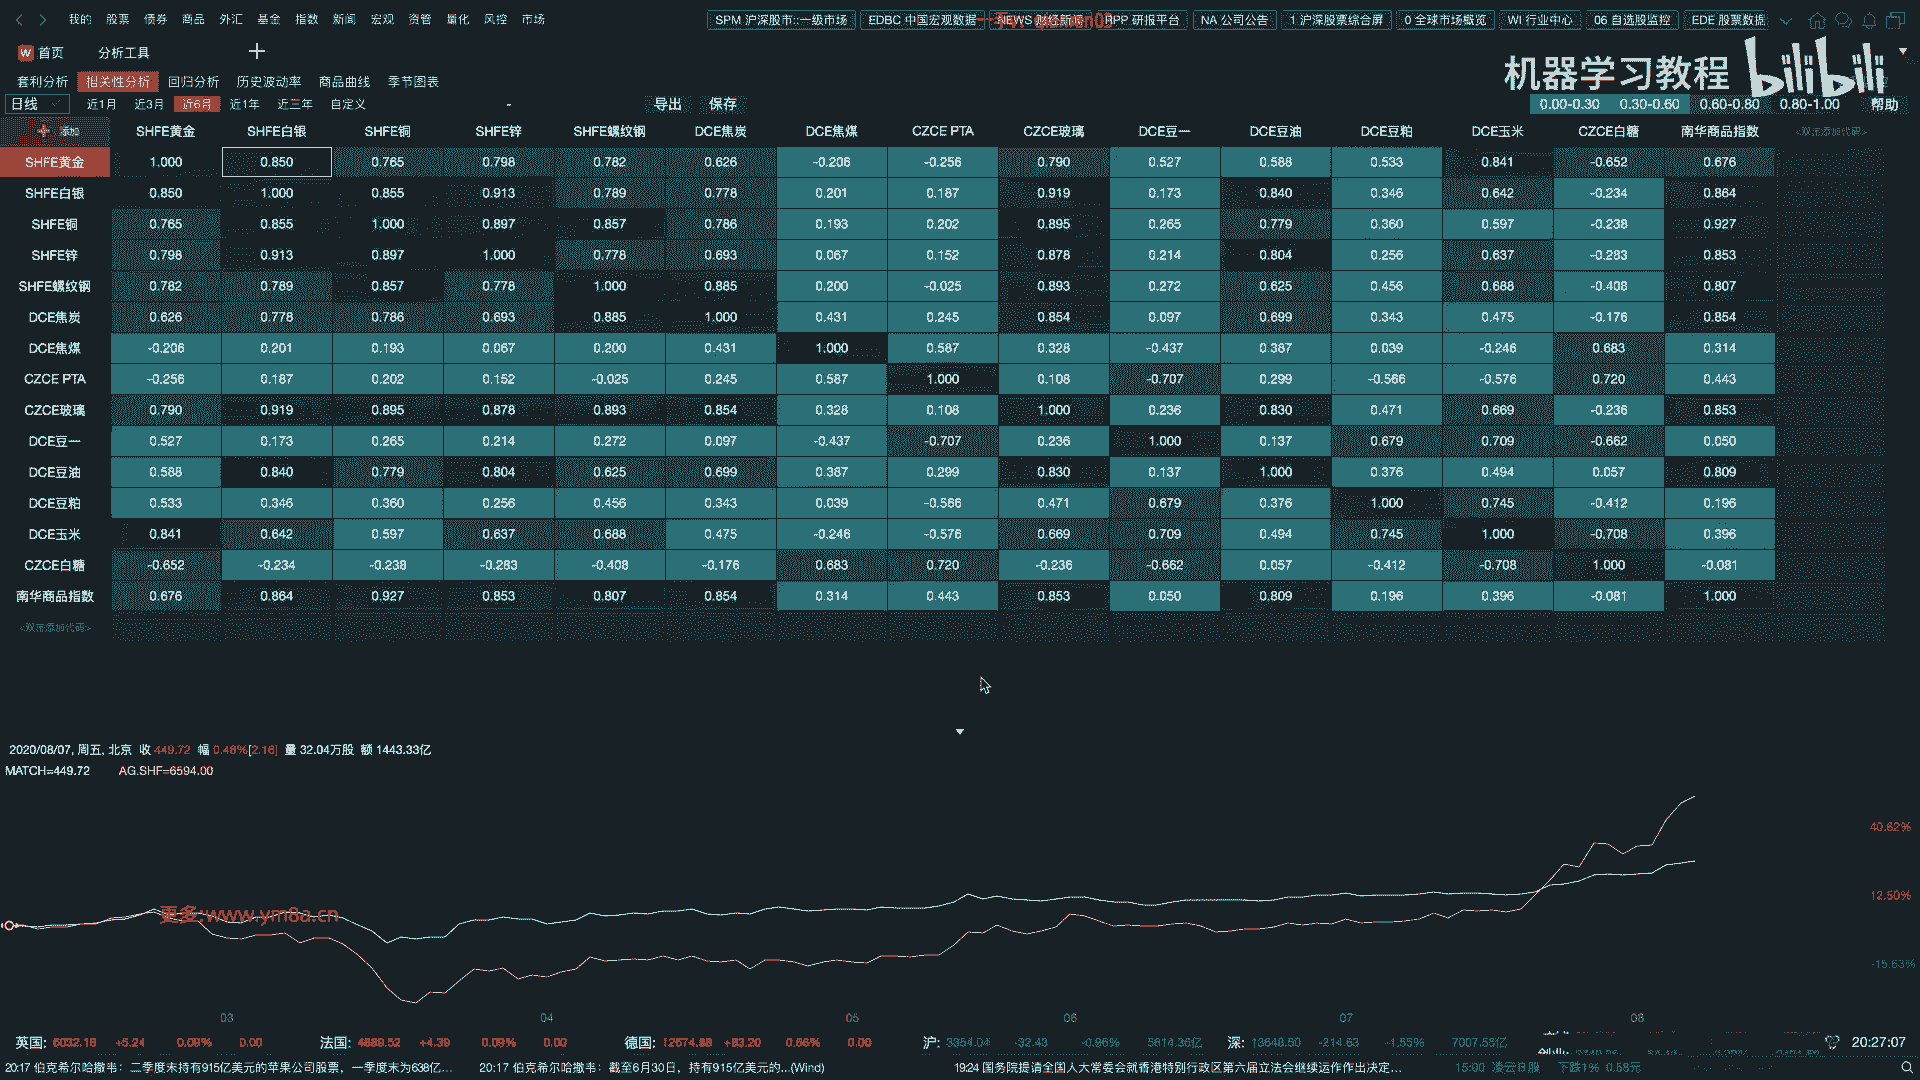 我的 股票 债券 商品 外汇 基金 指数 新闻 宏观 资管 量化 风控 市场 SPM 沪深股市::一级市场 EDBC 中国宏观数据 NEWS 财经新闻 RPP 研报平台 NA 公司公告 1 沪深股票综合屏 0 全球市场概览 WI 行业中心 06 自选股监控 EDE 股票数据
W 首页 分析工具 +
机器学习教程 bilibili
套利分析 相关性分析 回归分析 历史波动率 商品曲线 季节图表
日线 近1月 近3月 近6月 近1年 近三年 自定义 - 导出 保存 0.00-0.30 0.30-0.60 0.60-0.80 0.80-1.00 帮助
添加 SHFE黄金 SHFE白银 SHFE铜 SHFE锌 SHFE螺纹钢 DCE焦炭 DCE焦煤 CZCE PTA CZCE玻璃 DCE豆一 DCE豆油 DCE豆粕 DCE玉米 CZCE白糖 南华商品指数 <双击添加代码>
SHFE黄金 1.000 0.850 0.765 0.798 0.782 0.626 -0.206 -0.256 0.790 0.527 0.588 0.533 0.841 -0.652 0.676
SHFE白银 0.850 1.000 0.855 0.913 0.789 0.778 0.201 0.187 0.919 0.173 0.840 0.346 0.642 -0.234 0.864
SHFE铜 0.765 0.855 1.000 0.897 0.857 0.786 0.193 0.202 0.895 0.265 0.779 0.360 0.597 -0.238 0.927
SHFE锌 0.798 0.913 0.897 1.000 0.778 0.693 0.067 0.152 0.878 0.214 0.804 0.256 0.637 -0.283 0.853
SHFE螺纹钢 0.782 0.789 0.857 0.778 1.000 0.885 0.200 -0.025 0.893 0.272 0.625 0.456 0.688 -0.408 0.807
DCE焦炭 0.626 0.778 0.786 0.693 0.885 1.000 0.431 0.245 0.854 0.097 0.699 0.343 0.475 -0.176 0.854
DCE焦煤 -0.206 0.201 0.193 0.067 0.200 0.431 1.000 0.587 0.328 -0.437 0.387 0.039 -0.246 0.683 0.314
CZCE PTA -0.256 0.187 0.202 0.152 -0.025 0.245 0.587 1.000 0.108 -0.707 0.299 -0.566 -0.576 0.720 0.443
CZCE玻璃 0.790 0.919 0.895 0.878 0.893 0.854 0.328 0.108 1.000 0.236 0.830 0.471 0.669 -0.236 0.853
DCE豆一 0.527 0.173 0.265 0.214 0.272 0.097 -0.437 -0.707 0.236 1.000 0.137 0.679 0.709 -0.662 0.050
DCE豆油 0.588 0.840 0.779 0.804 0.625 0.699 0.387 0.299 0.830 0.137 1.000 0.376 0.494 0.057 0.809
DCE豆粕 0.533 0.346 0.360 0.256 0.456 0.343 0.039 -0.566 0.471 0.679 0.376 1.000 0.745 -0.412 0.196
DCE玉米 0.841 0.642 0.597 0.637 0.688 0.475 -0.246 -0.576 0.669 0.709 0.494 0.745 1.000 -0.708 0.396
CZCE白糖 -0.652 -0.234 -0.238 -0.283 -0.408 -0.176 0.683 0.720 -0.236 -0.662 0.057 -0.412 -0.708 1.000 -0.081
南华商品指数 0.676 0.864 0.927 0.853 0.807 0.854 0.314 0.443 0.853 0.050 0.809 0.196 0.396 -0.081 1.000
<双击添加代码>
2020/08/07, 周五, 北京 收 449.72 幅 0.48%[2.16] 量 32.04万股 额 1443.33亿
MATCH=449.72 AG.SHF=6594.00
40.62%
12.50%
更多:www.ym8a.cn
-15.63%
03 04 05 06 07 08
英国: 6032.18 +5.24 0.09% 0.00 法国: 4889.52 +4.39 0.09% 0.00 德国: 12674.88 +83.20 0.66% 0.00 沪: 3354.04 -32.43 -0.96% 5614.36亿 深: 13648.50 -214.63 -1.55% 7007.55亿 20:27:07
20:17 伯克希尔哈撒韦：二季度末持有915亿美元的苹果公司股票，一季度末为638亿... 20:17 伯克希尔哈撒韦：截至6月30日，持有915亿美元的...(Wind) 19:24 国务院提请全国人大常委会就香港特别行政区第六届立法会继续运作作出决定... 15:00 凌云B股 下跌1% 0.58元